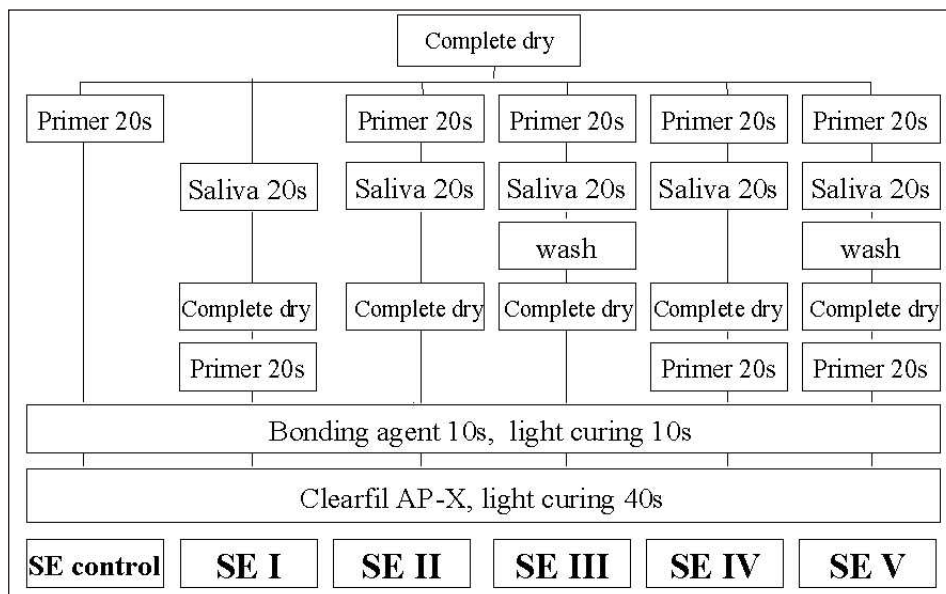 Complete dry
Primer 20s Primer 20s Primer 20s Primer 20s Primer 20s
Saliva 20s Saliva 20s Saliva 20s Saliva 20s Saliva 20s
wash wash
Complete dry Complete dry Complete dry Complete dry Complete dry
Primer 20s Primer 20s Primer 20s
Bonding agent 10s, light curing 10s
Clearfil AP-X, light curing 40s
SE control SE I SE II SE III SE IV SE V